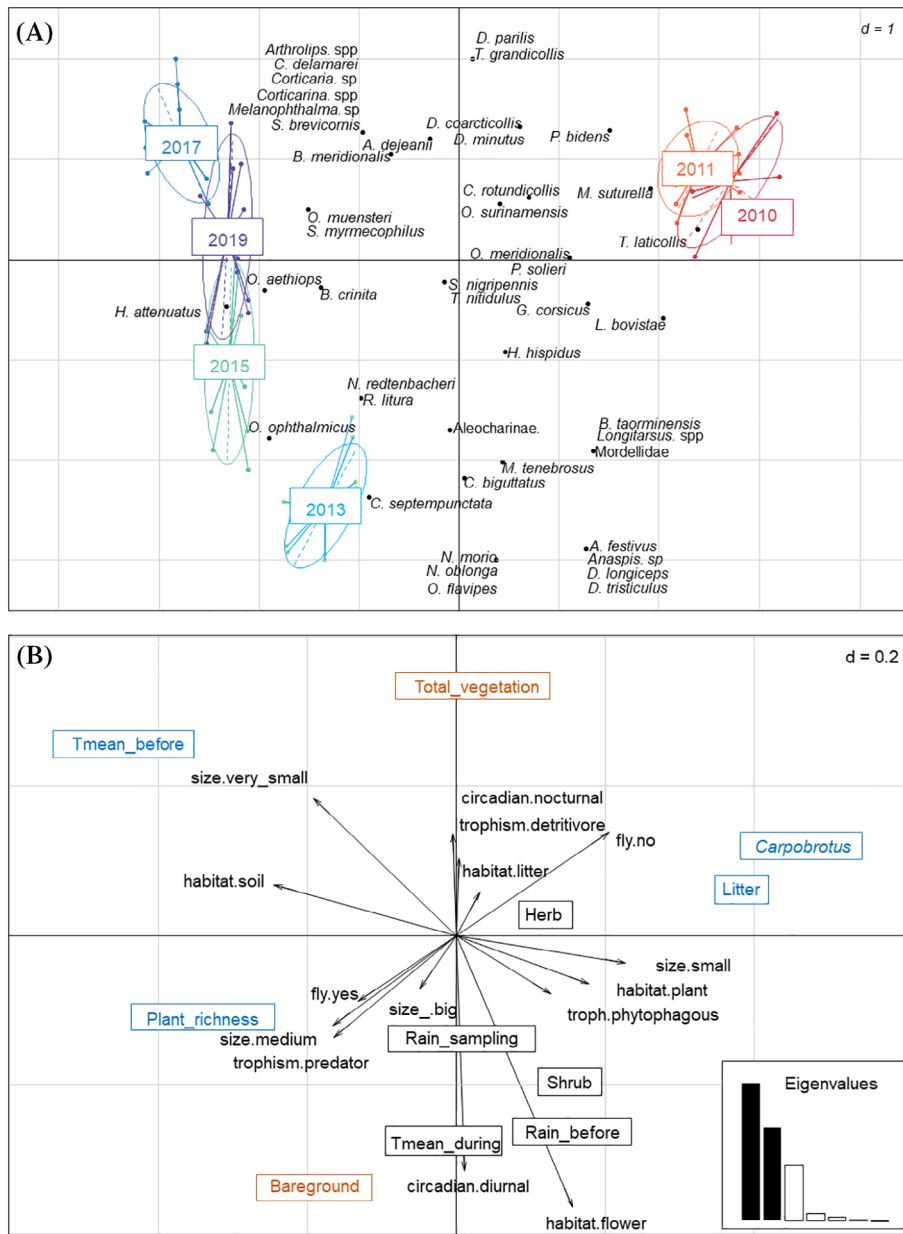 (A)
d = 1
D. parilis
T. grandicollis
Arthrolips. spp
C. delamarei
Corticaria. sp
Corticarina. spp
Melanophthalma. sp
S. brevicornis
A. dejeanii
B. meridionalis
D. coarcticollis
D. minutus
P. bidens
2017
2011
2010
2019
C. rotundicollis
O. surinamensis
M. suturella
O. muensteri
S. myrmecophilus
T. laticollis
O. meridionalis
P. solieri
O. aethiops
B. crinita
S. nigripennis
T. nitidulus
G. corsicus
L. bovistae
H. attenuatus
H. hispidus
2015
N. redtenbacheri
R. litura
O. ophthalmicus
Aleocharinae.
B. taorminensis
Longitarsus. spp
Mordellidae
M. tenebrosus
C. biguttatus
2013
C. septempunctata
N. morio
N. oblonga
O. flavipes
A. festivus
Anaspis. sp
D. longiceps
D. tristiculus
(B)
d = 0.2
Total_vegetation
Tmean_before
size.very_small
circadian.nocturnal
trophism.detritivore
fly.no
Carpobrotus
habitat.soil
habitat.litter
Litter
Herb
size.small
habitat.plant
troph.phytophagous
fly.yes
size_.big
Plant_richness
size.medium
trophism.predator
Rain_sampling
Shrub
Eigenvalues
Tmean_during
Rain_before
Bareground
circadian.diurnal
habitat.flower